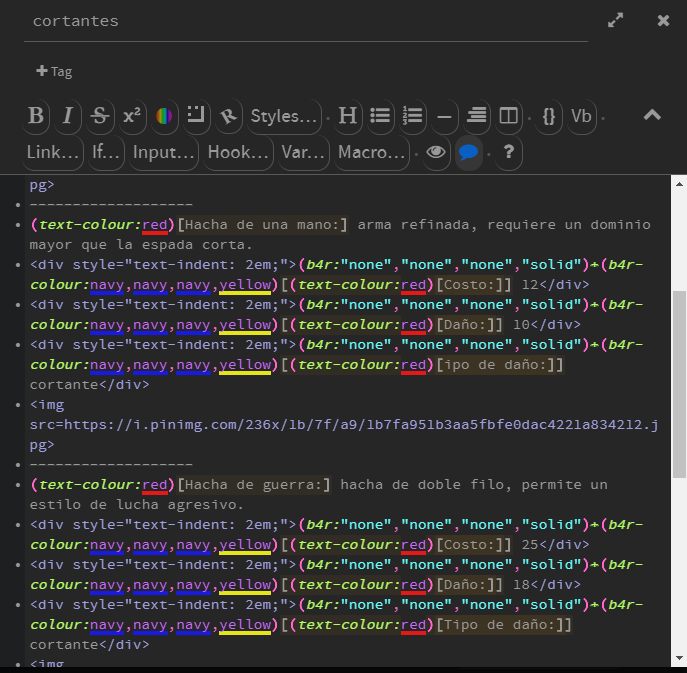 cortantes
+ Tag
B I S x² R Styles... H {} Vb
Link... If... Input... Hook... Var... Macro... ?
pg>
-------------------
(text-colour:red)[Hacha de una mano:] arma refinada, requiere un dominio
mayor que la espada corta.
<div style="text-indent: 2em;">(b4r:"none","none","none","solid")+(b4r-
colour:navy,navy,navy,yellow)[(text-colour:red)[Costo:]] 12</div>
<div style="text-indent: 2em;">(b4r:"none","none","none","solid")+(b4r-
colour:navy,navy,navy,yellow)[(text-colour:red)[Daño:]] 10</div>
<div style="text-indent: 2em;">(b4r:"none","none","none","solid")+(b4r-
colour:navy,navy,navy,yellow)[(text-colour:red)[ipo de daño:]]
cortante</div>
<img
src=https://i.pinimg.com/236x/1b/7f/a9/1b7fa951b3aa5fbfe0dac4221a834212.j
pg>
-------------------
(text-colour:red)[Hacha de guerra:] hacha de doble filo, permite un
estilo de lucha agresivo.
<div style="text-indent: 2em;">(b4r:"none","none","none","solid")+(b4r-
colour:navy,navy,navy,yellow)[(text-colour:red)[Costo:]] 25</div>
<div style="text-indent: 2em;">(b4r:"none","none","none","solid")+(b4r-
colour:navy,navy,navy,yellow)[(text-colour:red)[Daño:]] 18</div>
<div style="text-indent: 2em;">(b4r:"none","none","none","solid")+(b4r-
colour:navy,navy,navy,yellow)[(text-colour:red)[Tipo de daño:]]
cortante</div>
<img